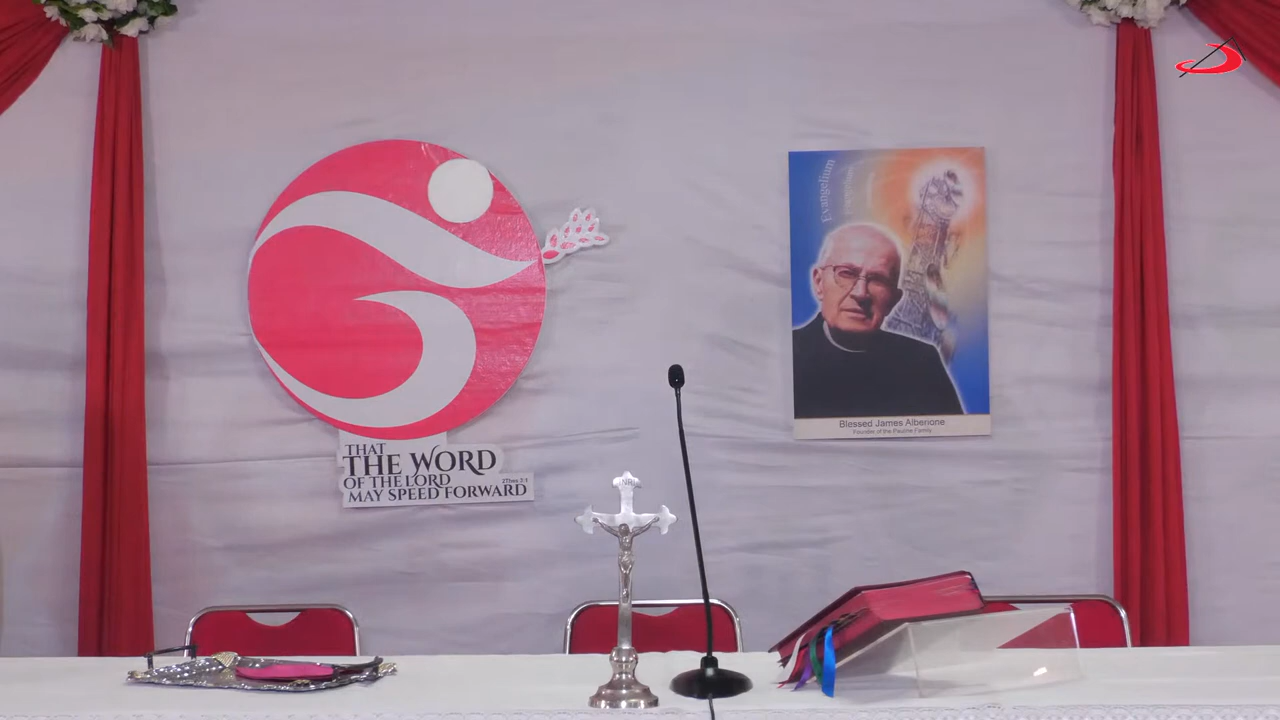 THAT
THE WORD
OF THE LORD
2Thes 3:1
MAY SPEED FORWARD
Evangelium
Blessed James Alberione
Founder of the Pauline Family
INRI